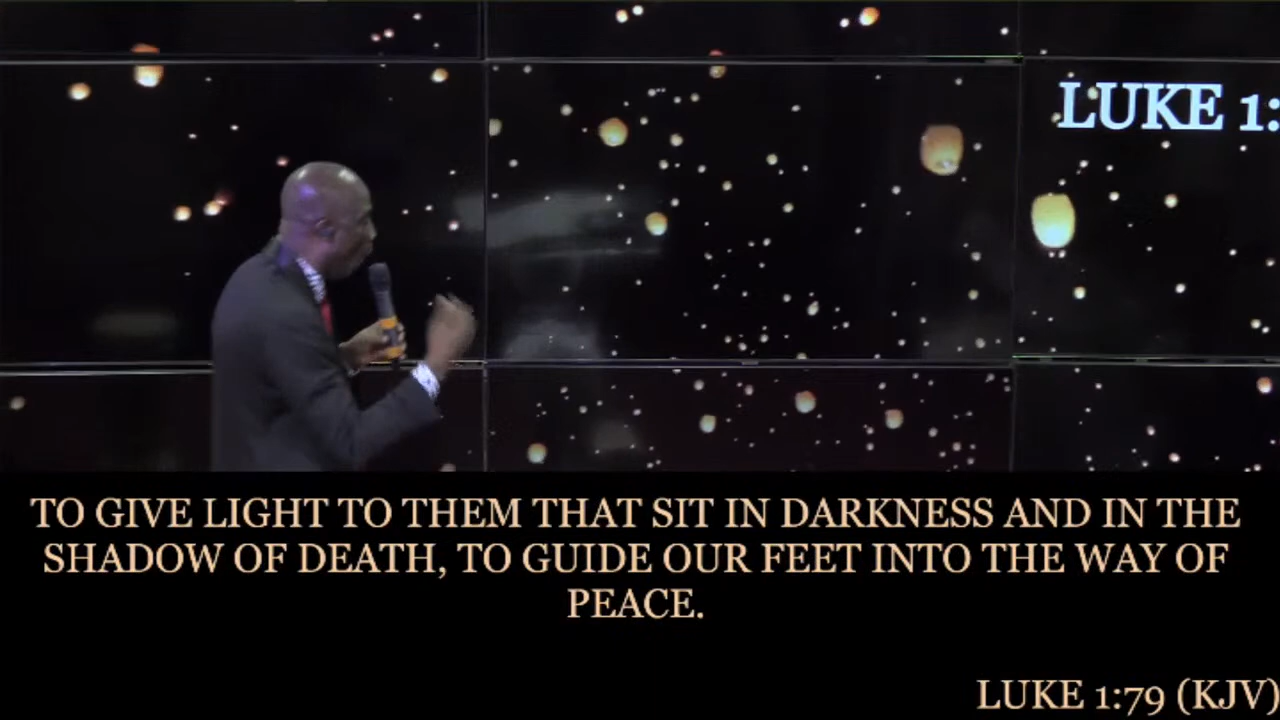 LUKE 1:
TO GIVE LIGHT TO THEM THAT SIT IN DARKNESS AND IN THE
SHADOW OF DEATH, TO GUIDE OUR FEET INTO THE WAY OF
PEACE.
LUKE 1:79 (KJV)